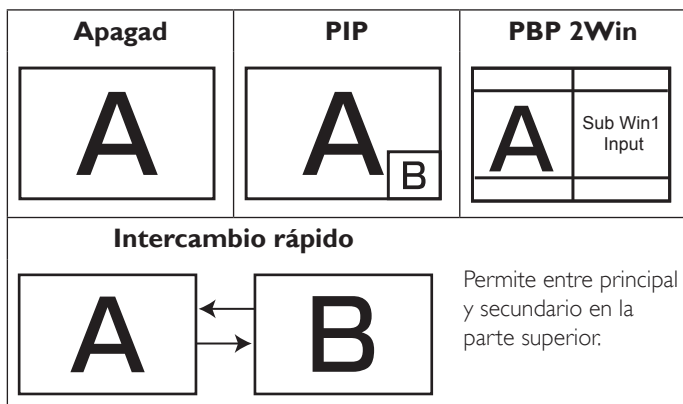 Apagad
PIP
PBP 2Win
A
A
B
A
Sub Win1
Input
Intercambio rápido
A
B
Permite entre principal
y secundario en la
parte superior.